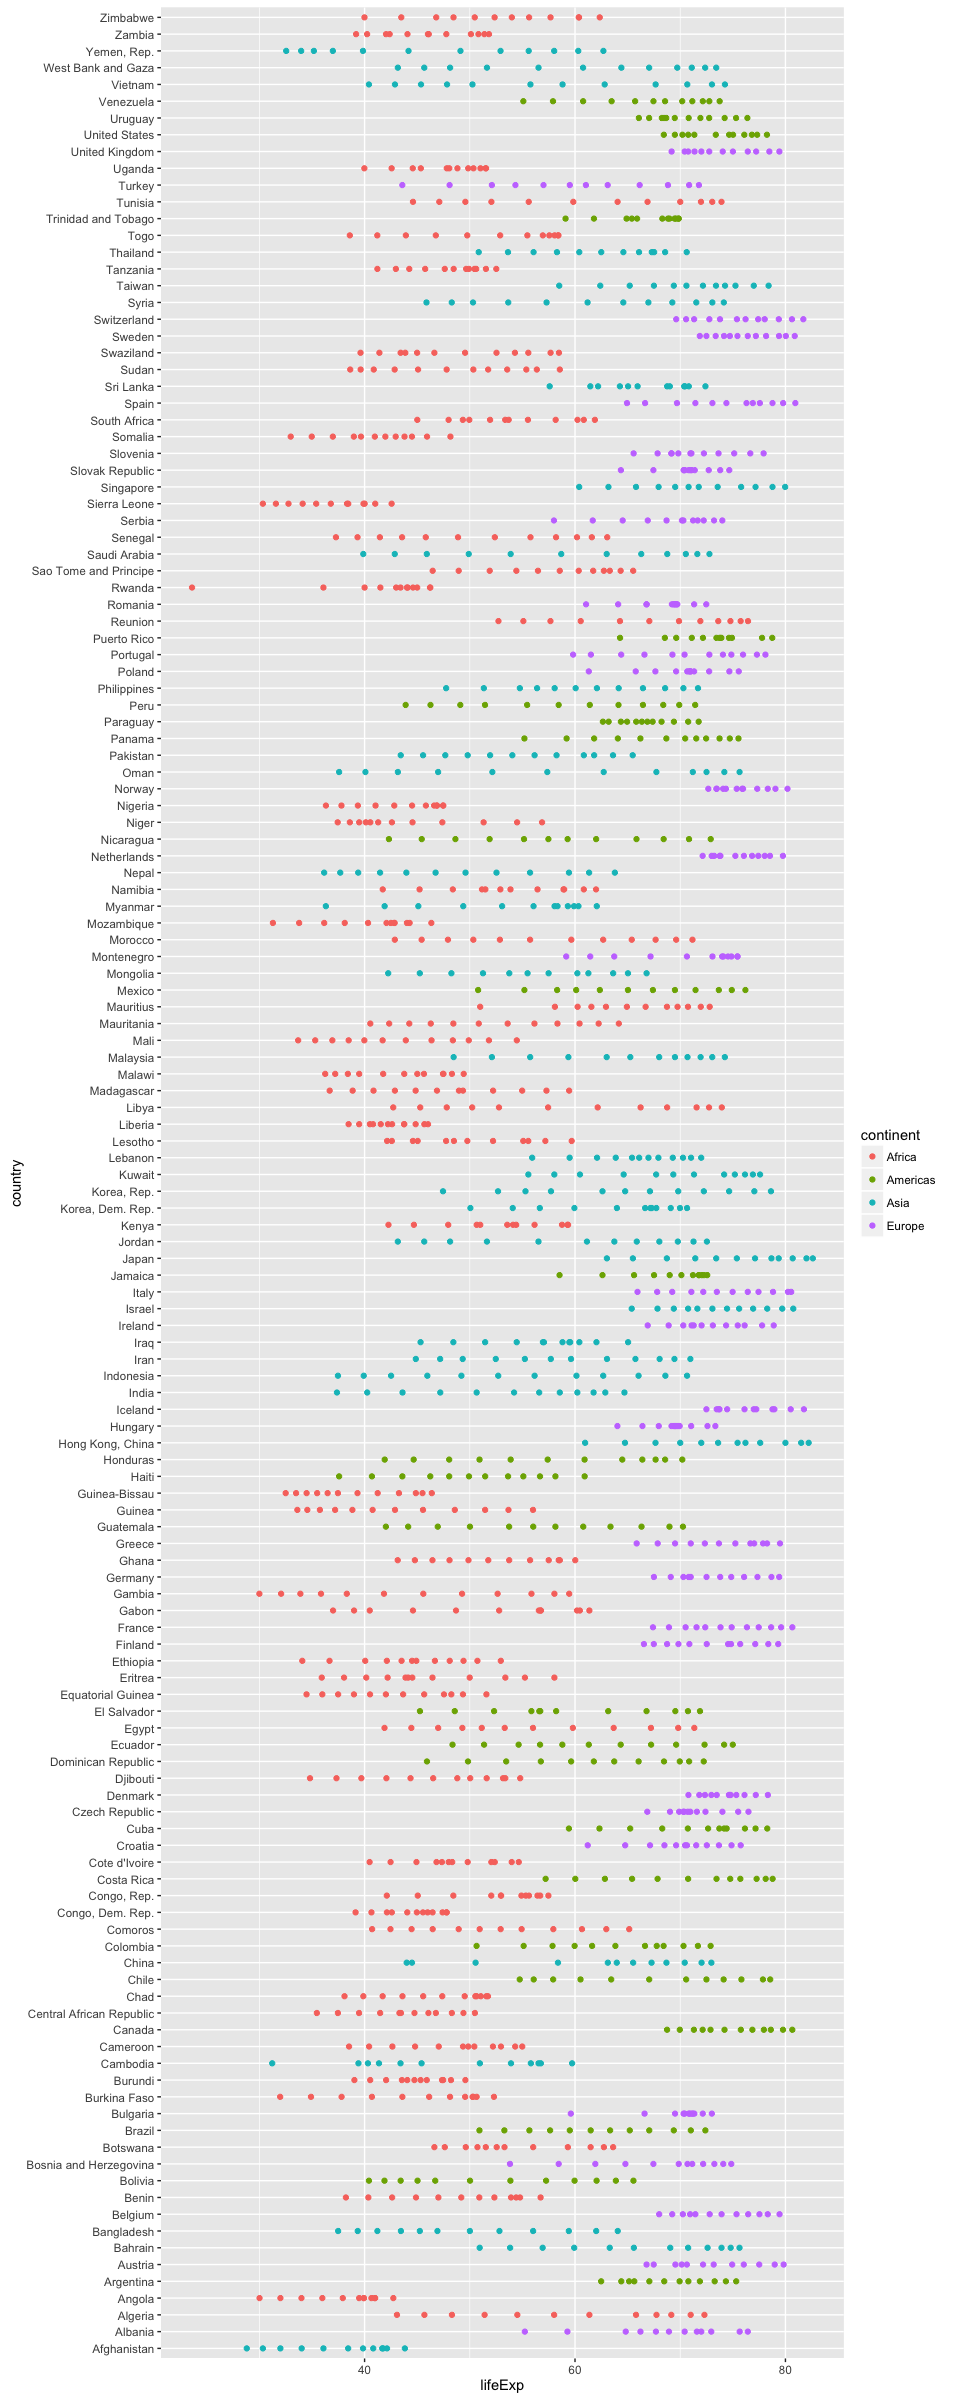 Zimbabwe
Zambia
Yemen, Rep.
West Bank and Gaza
Vietnam
Venezuela
Uruguay
United States
United Kingdom
Uganda
Turkey
Tunisia
Trinidad and Tobago
Togo
Thailand
Tanzania
Taiwan
Syria
Switzerland
Sweden
Swaziland
Sudan
Sri Lanka
Spain
South Africa
Somalia
Slovenia
Slovak Republic
Singapore
Sierra Leone
Serbia
Senegal
Saudi Arabia
Sao Tome and Principe
Rwanda
Romania
Reunion
Puerto Rico
Portugal
Poland
Philippines
Peru
Paraguay
Panama
Pakistan
Oman
Norway
Nigeria
Niger
Nicaragua
Netherlands
Nepal
Namibia
Myanmar
Mozambique
Morocco
Montenegro
Mongolia
Mexico
Mauritius
Mauritania
Mali
Malaysia
Malawi
Madagascar
Libya
Liberia
Lesotho
Lebanon
Kuwait
Korea, Rep.
Korea, Dem. Rep.
Kenya
Jordan
Japan
Jamaica
Italy
Israel
Ireland
Iraq
Iran
Indonesia
India
Iceland
Hungary
Hong Kong, China
Honduras
Haiti
Guinea-Bissau
Guinea
Guatemala
Greece
Ghana
Germany
Gambia
Gabon
France
Finland
Ethiopia
Eritrea
Equatorial Guinea
El Salvador
Egypt
Ecuador
Dominican Republic
Djibouti
Denmark
Czech Republic
Cuba
Croatia
Cote d'Ivoire
Costa Rica
Congo, Rep.
Congo, Dem. Rep.
Comoros
Colombia
China
Chile
Chad
Central African Republic
Canada
Cameroon
Cambodia
Burundi
Burkina Faso
Bulgaria
Brazil
Botswana
Bosnia and Herzegovina
Bolivia
Benin
Belgium
Bangladesh
Bahrain
Austria
Argentina
Angola
Algeria
Albania
Afghanistan
country
40
60
80
lifeExp
continent
Africa
Americas
Asia
Europe